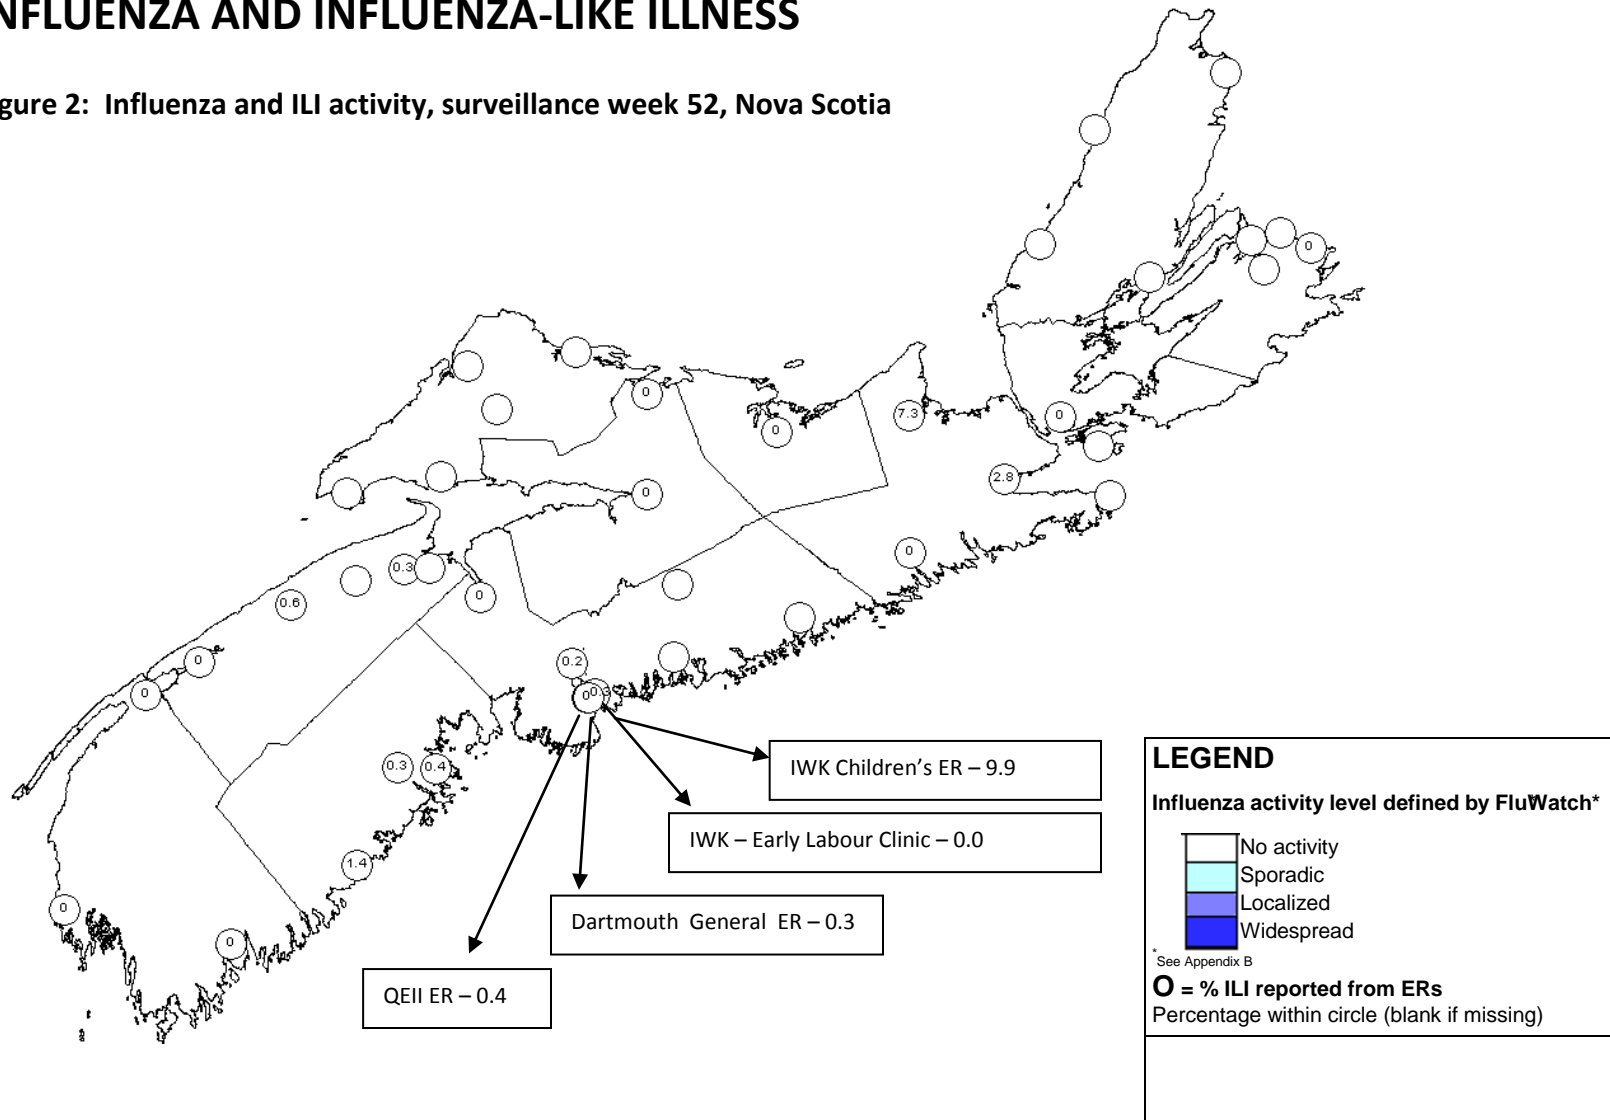 NFLUENZA AND INFLUENZA-LIKE ILLNESS
gure 2: Influenza and ILI activity, surveillance week 52, Nova Scotia
0
0
7.3
0
0
2.8
0
0
0.3
0.6
0
0.2
0
0
0
0.3
0.3
0.4
1.4
0
0
IWK Children's ER – 9.9
IWK – Early Labour Clinic – 0.0
Dartmouth General ER – 0.3
QEII ER – 0.4
LEGEND
Influenza activity level defined by FluWatch*
No activity
Sporadic
Localized
Widespread
*See Appendix B
O = % ILI reported from ERs
Percentage within circle (blank if missing)